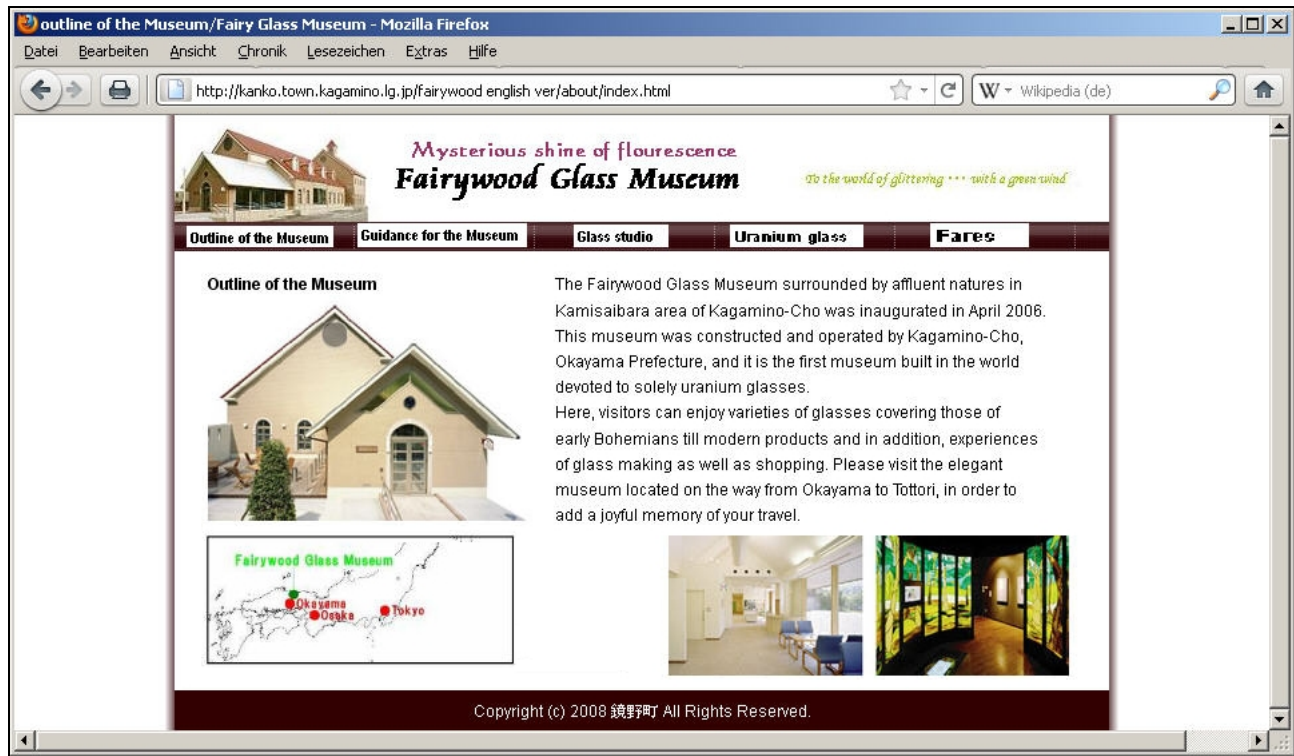 outline of the Museum/Fairy Glass Museum - Mozilla Firefox
Datei Bearbeiten Ansicht Chronik Lesezeichen Extras Hilfe
http://kanko.town.kagamino.lg.jp/fairywood english ver/about/index.html W Wikipedia (de)
Mysterious shine of flourescence
Fairywood Glass Museum
To the world of glittering ··· with a green wind
Outline of the Museum Guidance for the Museum Glass studio Uranium glass Fares
Outline of the Museum
The Fairywood Glass Museum surrounded by affluent natures in
Kamisaibara area of Kagamino-Cho was inaugurated in April 2006.
This museum was constructed and operated by Kagamino-Cho,
Okayama Prefecture, and it is the first museum built in the world
devoted to solely uranium glasses.
Here, visitors can enjoy varieties of glasses covering those of
early Bohemians till modern products and in addition, experiences
of glass making as well as shopping. Please visit the elegant
museum located on the way from Okayama to Tottori, in order to
add a joyful memory of your travel.
Fairywood Glass Museum
Okayama
Osaka
Tokyo
Copyright (c) 2008 鏡野町 All Rights Reserved.